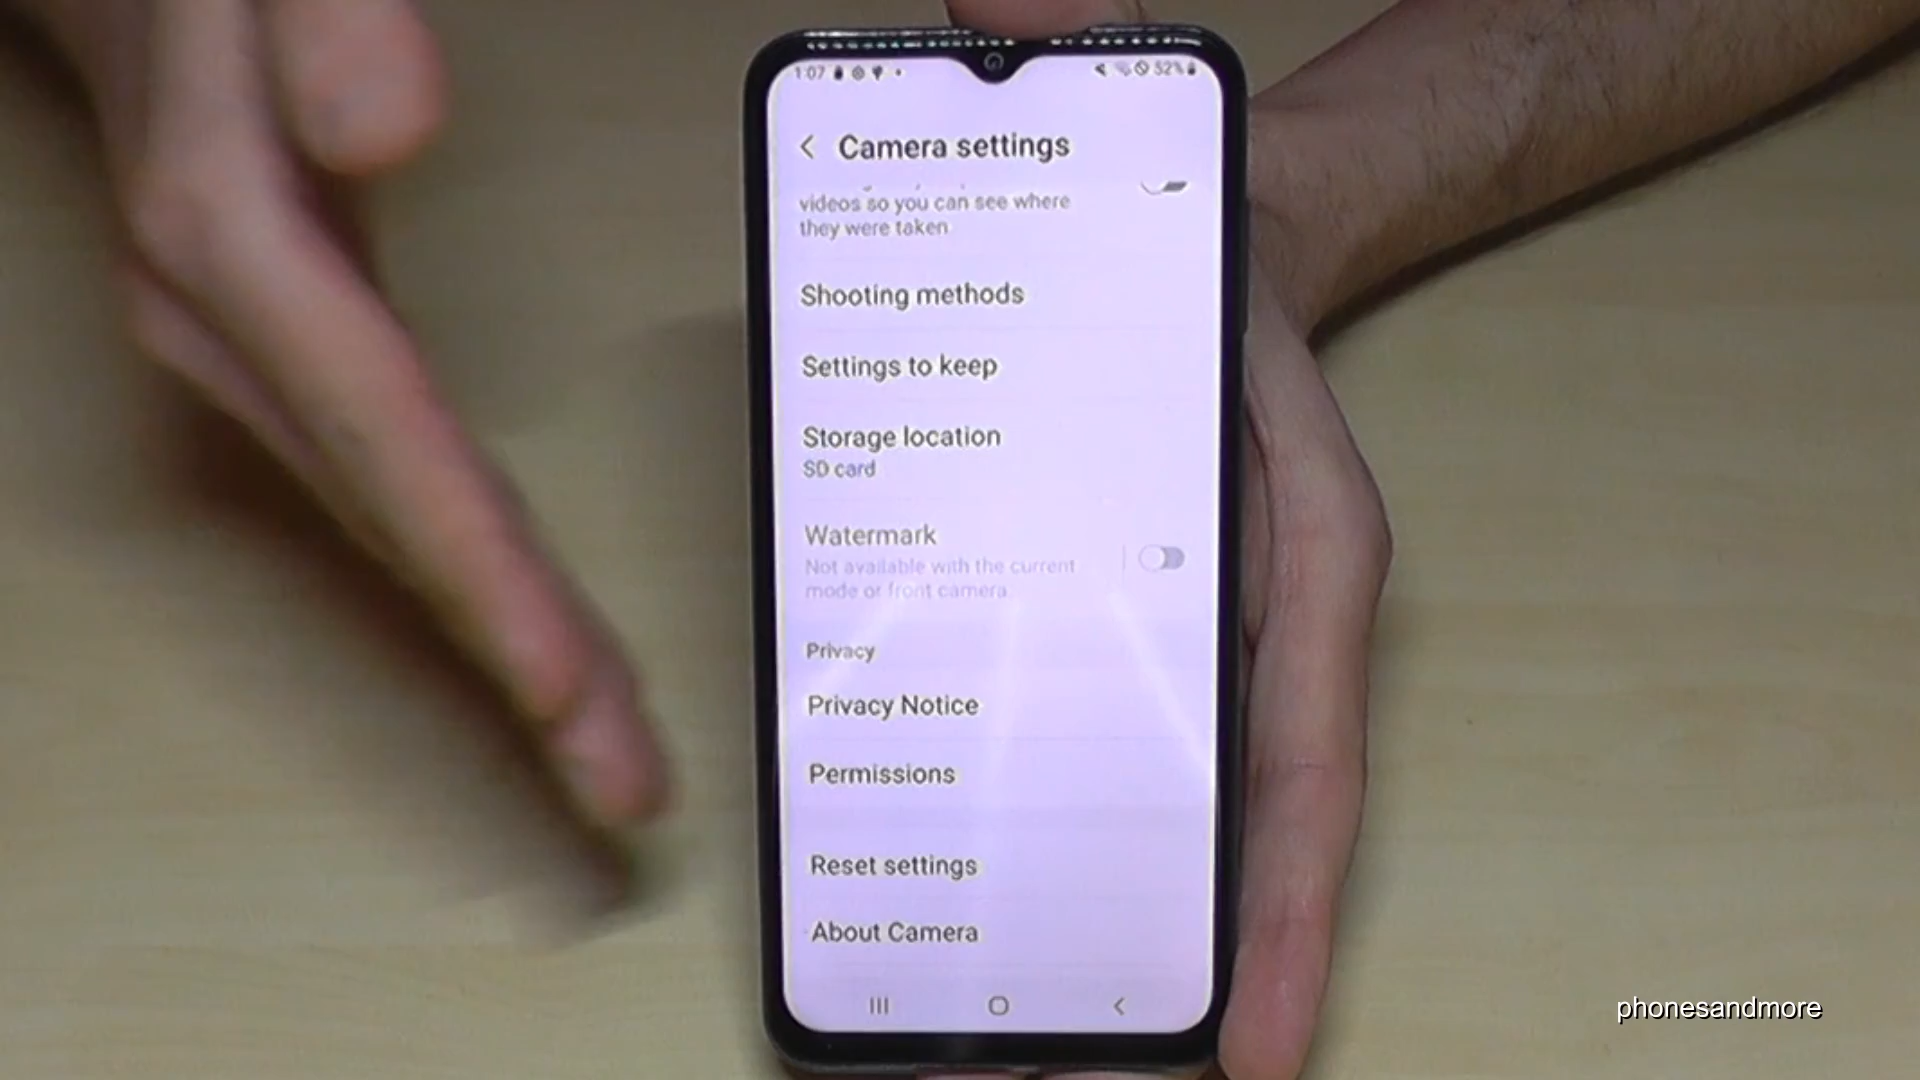 1:07
52%
Camera settings
videos so you can see where
they were taken
Shooting methods
Settings to keep
Storage location
SD card
Watermark
Not available with the current
mode or front camera.
Privacy
Privacy Notice
Permissions
Reset settings
About Camera
phonesandmore